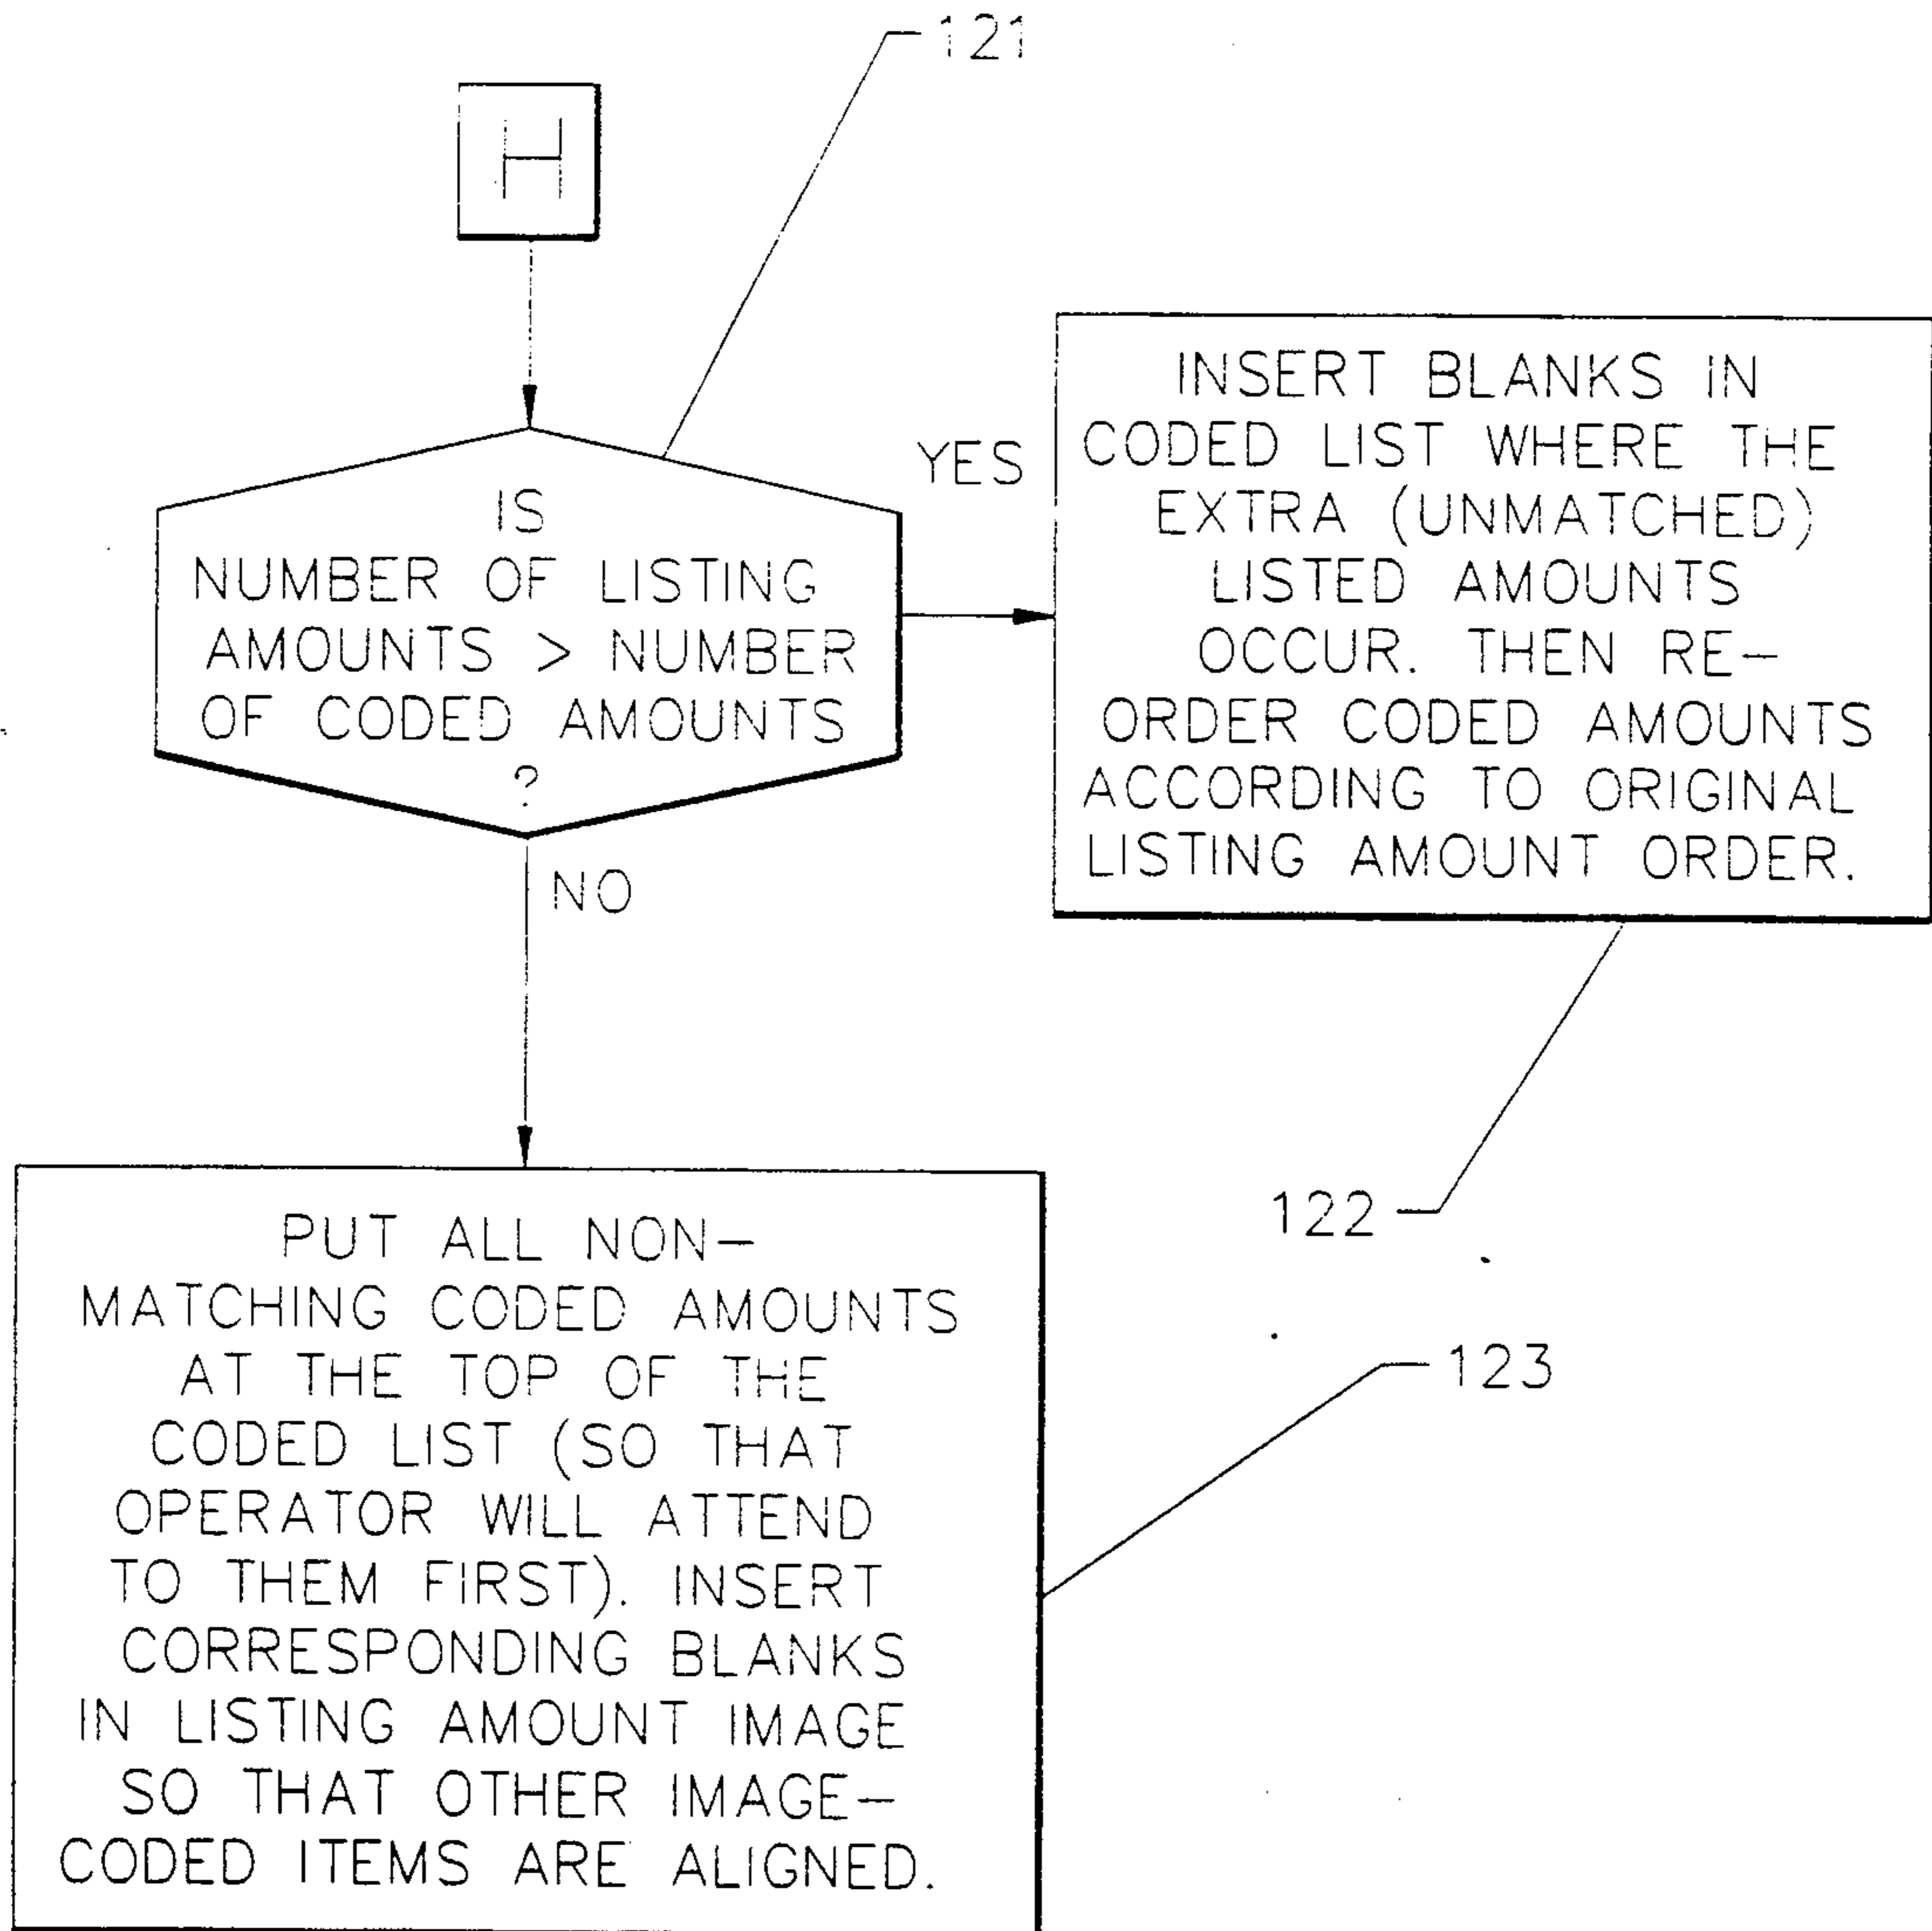 121
H
IS
NUMBER OF LISTING
AMOUNTS > NUMBER
OF CODED AMOUNTS
?
YES
NO
INSERT BLANKS IN
CODED LIST WHERE THE
EXTRA (UNMATCHED)
LISTED AMOUNTS
OCCUR. THEN RE-
ORDER CODED AMOUNTS
ACCORDING TO ORIGINAL
LISTING AMOUNT ORDER.
122
PUT ALL NON-
MATCHING CODED AMOUNTS
AT THE TOP OF THE
CODED LIST (SO THAT
OPERATOR WILL ATTEND
TO THEM FIRST). INSERT
CORRESPONDING BLANKS
IN LISTING AMOUNT IMAGE
SO THAT OTHER IMAGE-
CODED ITEMS ARE ALIGNED.
123